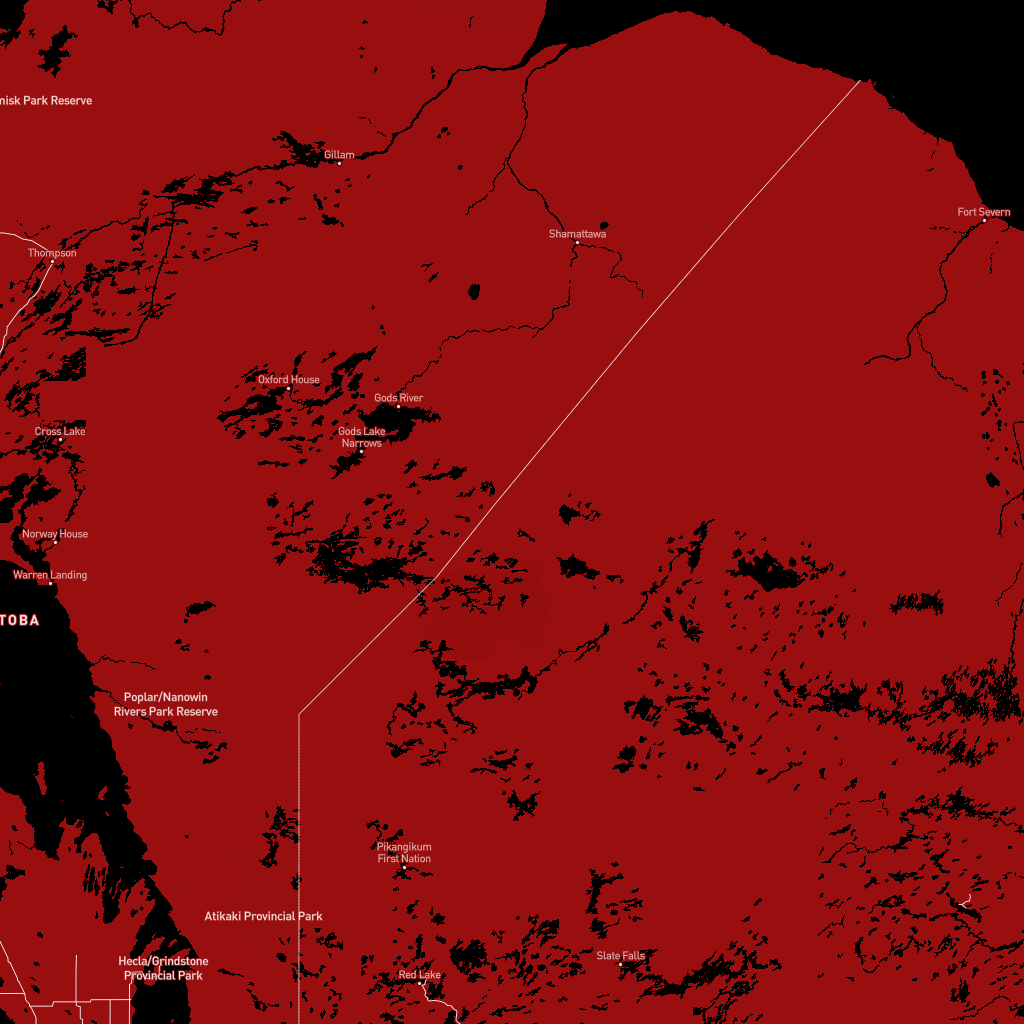 misk Park Reserve
Gillam
Fort Severn
Shamattawa
Thompson
Oxford House
Gods River
Cross Lake
Gods Lake
Narrows
Norway House
Warren Landing
TOBA
Poplar/Nanowin
Rivers Park Reserve
Pikangikum
First Nation
Atikaki Provincial Park
Hecla/Grindstone
Provincial Park
Slate Falls
Red Lake